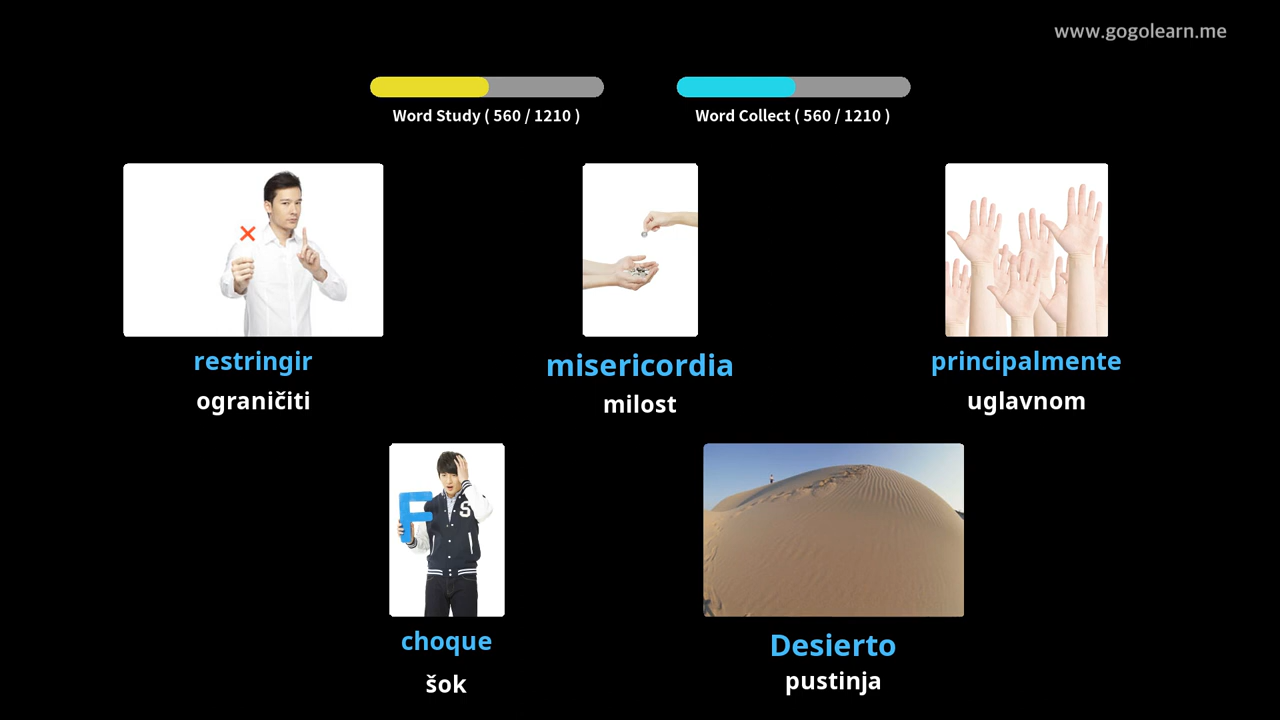 www.gogolearn.me
Word Study ( 560 / 1210 )
Word Collect ( 560 / 1210 )
restringir
ograničiti
misericordia
milost
principalmente
uglavnom
F
S
choque
šok
Desierto
pustinja